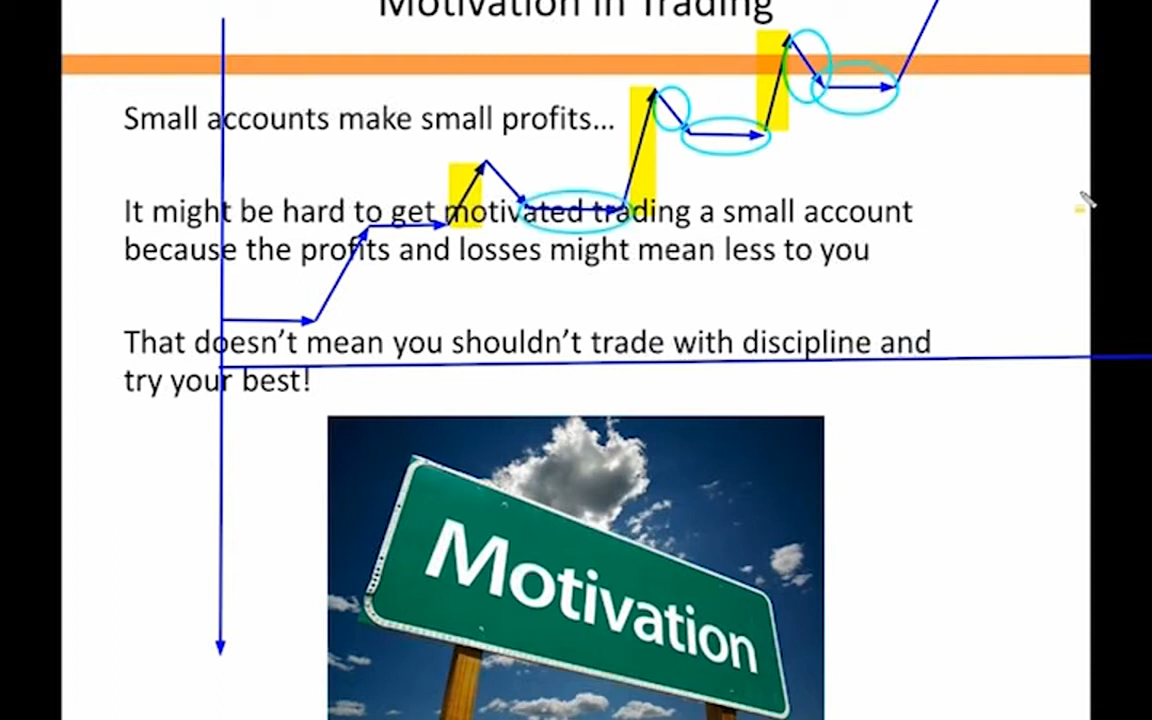 Motivation in Trading
Small accounts make small profits...
It might be hard to get motivated trading a small account
because the profits and losses might mean less to you
That doesn’t mean you shouldn’t trade with discipline and
try your best!
Motivation